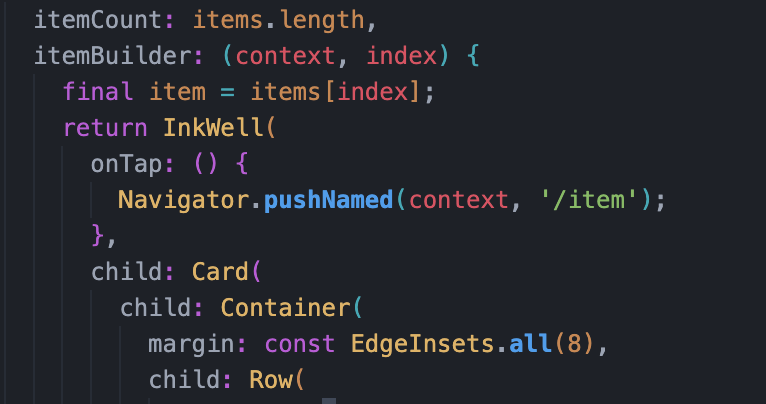 itemCount: items.length,
itemBuilder: (context, index) {
final item = items[index];
return InkWell(
onTap: () {
Navigator.pushNamed(context, '/item');
},
child: Card(
child: Container(
margin: const EdgeInsets.all(8),
child: Row(